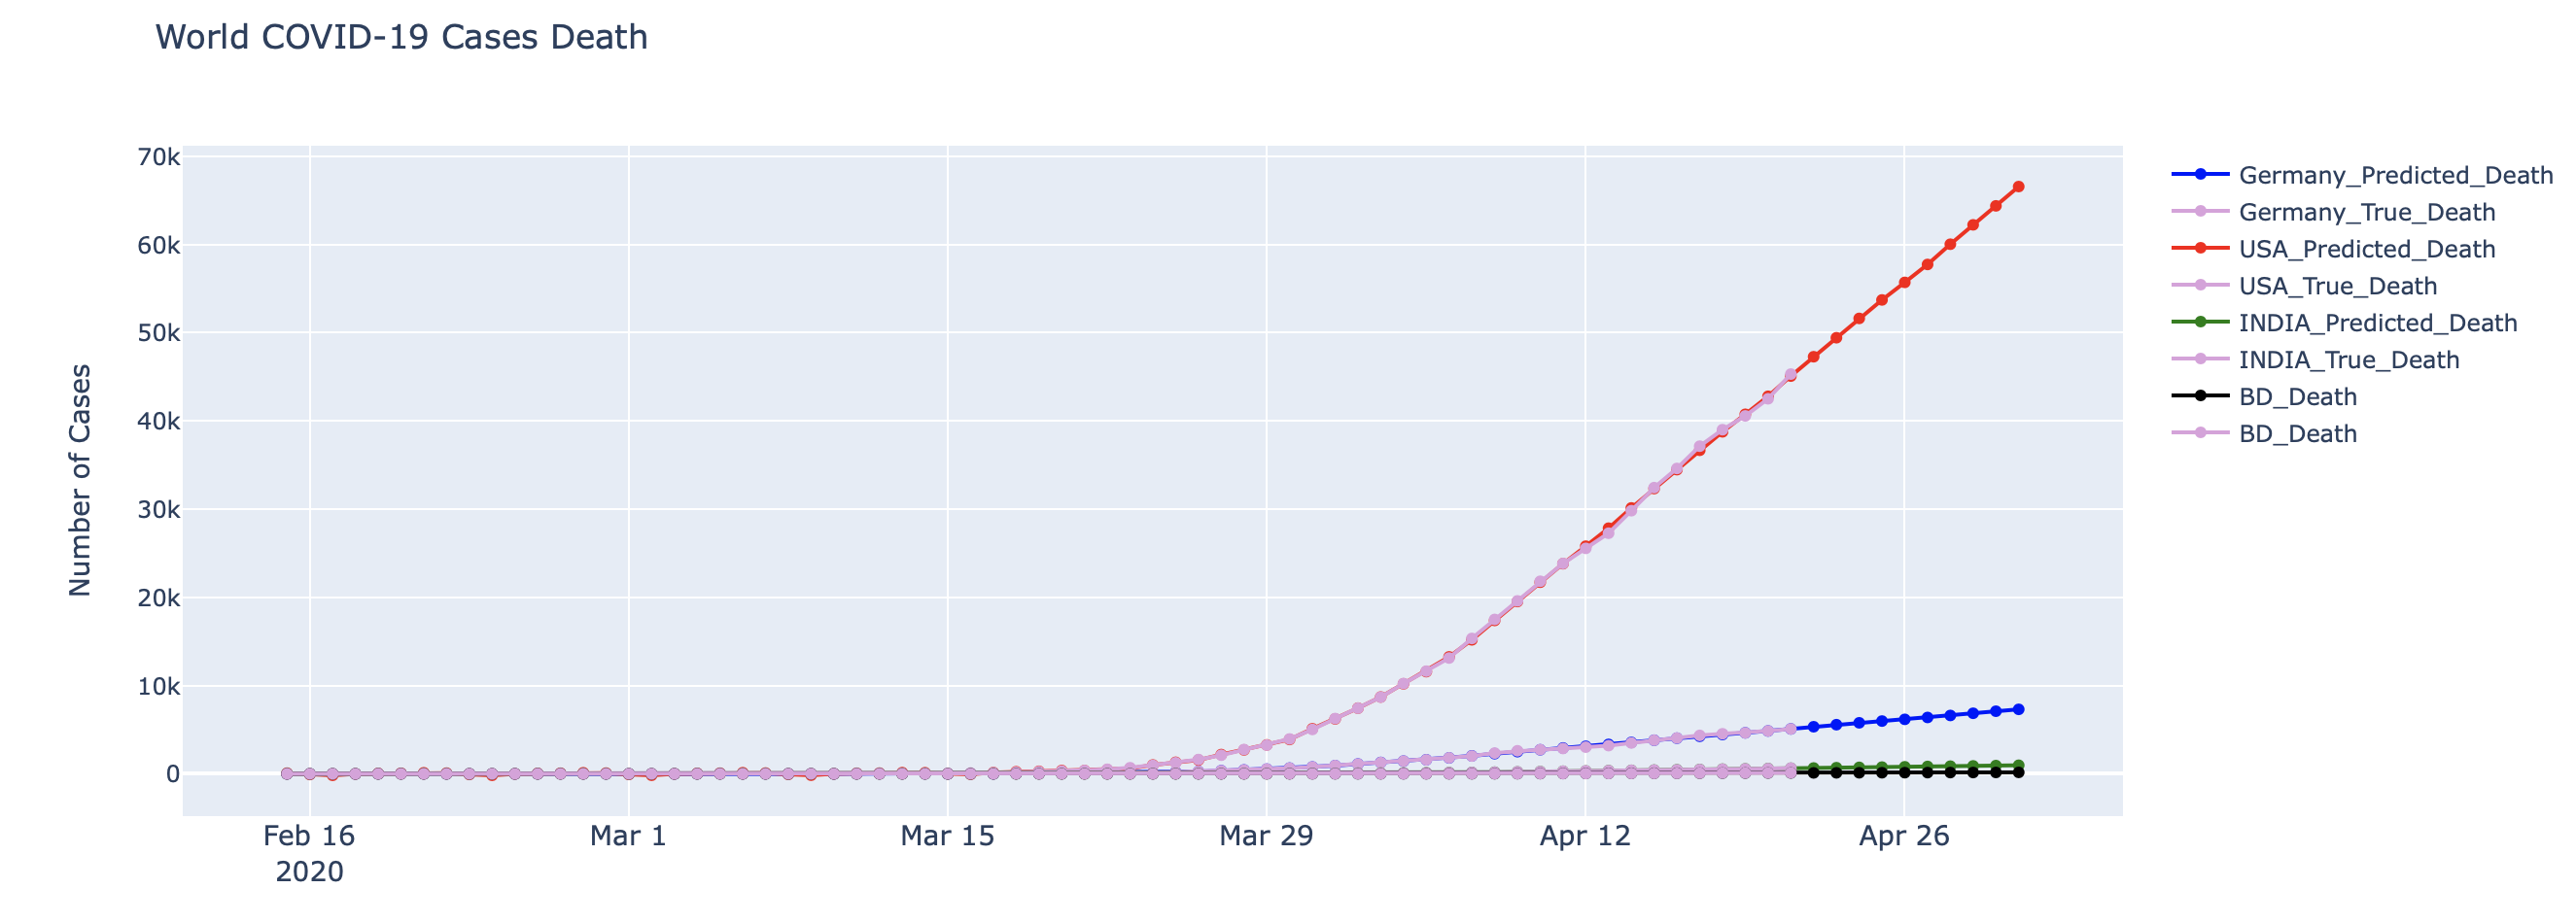 World COVID-19 Cases Death
Number of Cases
70k
60k
50k
40k
30k
20k
10k
0
Feb 16
2020
Mar 1
Mar 15
Mar 29
Apr 12
Apr 26
Germany_Predicted_Death
Germany_True_Death
USA_Predicted_Death
USA_True_Death
INDIA_Predicted_Death
INDIA_True_Death
BD_Death
BD_Death